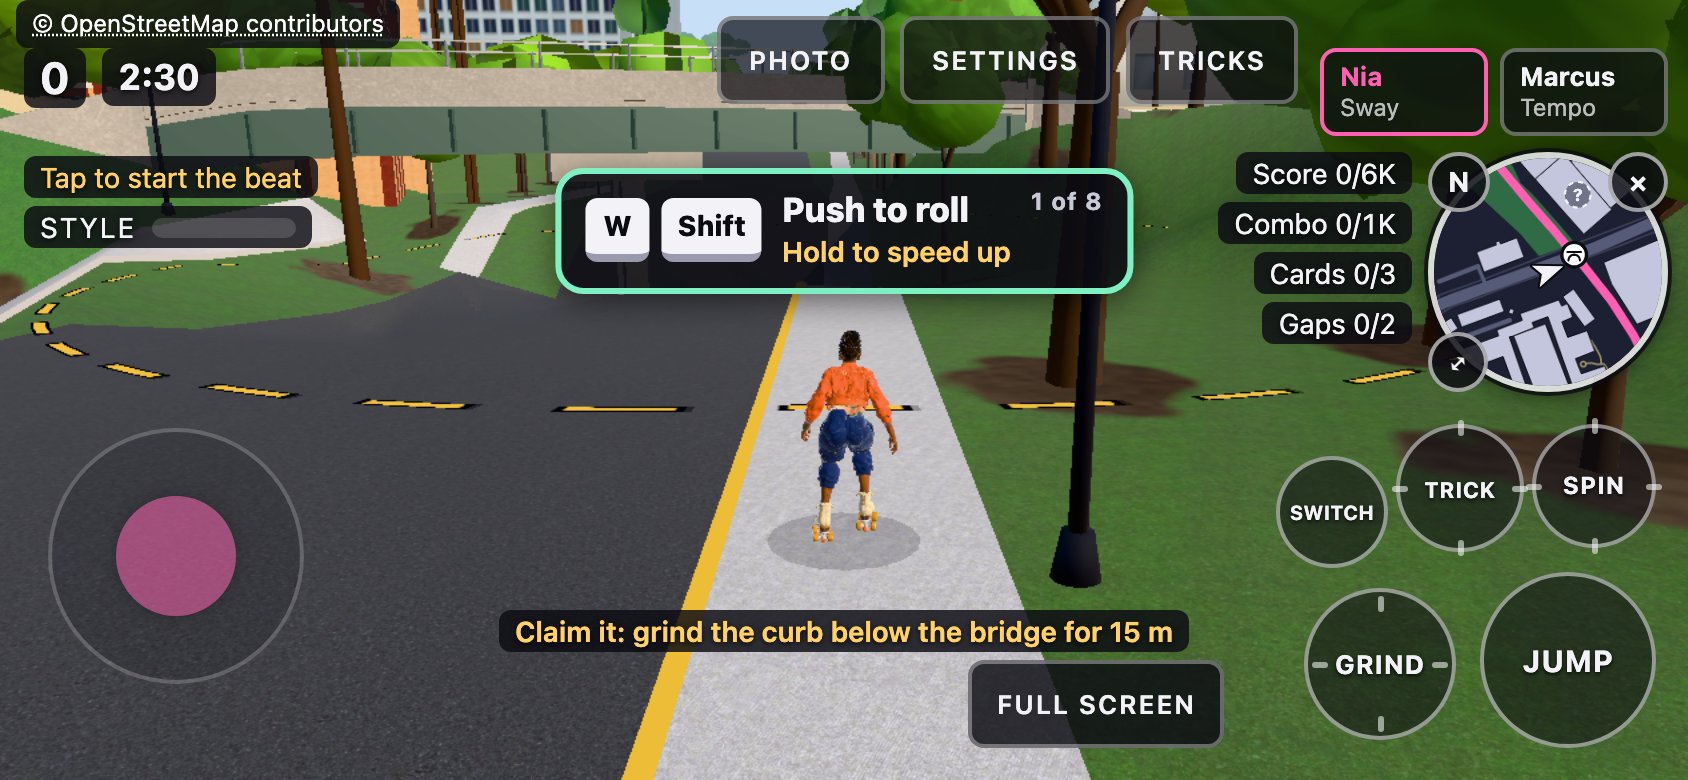 © OpenStreetMap contributors
0
2:30
PHOTO
SETTINGS
TRICKS
Nia
Sway
Marcus
Tempo
Tap to start the beat
STYLE
W
Shift
Push to roll
1 of 8
Hold to speed up
Score 0/6K
Combo 0/1K
Cards 0/3
Gaps 0/2
N
?
×
SWITCH
TRICK
SPIN
GRIND
JUMP
Claim it: grind the curb below the bridge for 15 m
FULL SCREEN